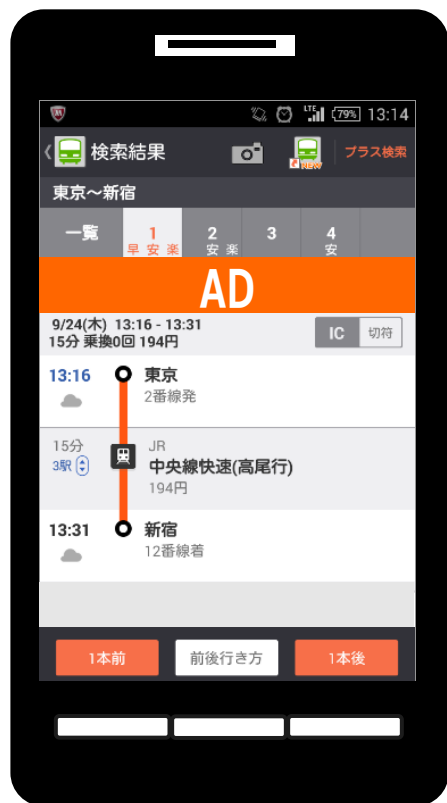 LTE 79% 13:14
検索結果 NEW プラス検索
東京～新宿
一覧 1 2 3 4
早 安 楽 安 楽 安
AD
9/24(木) 13:16 - 13:31
15分 乗換0回 194円
IC 切符
13:16 東京
2番線発
15分 JR
3駅 中央線快速(高尾行)
194円
13:31 新宿
12番線着
1本前 前後行き方 1本後